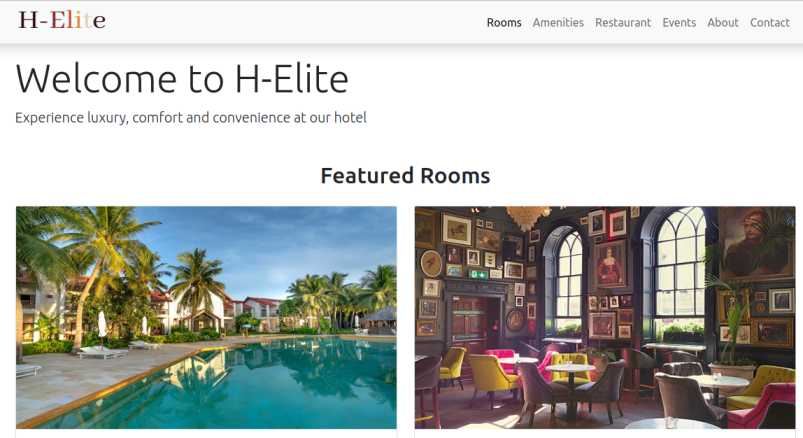 H-Elite
Rooms Amenities Restaurant Events About Contact
Welcome to H-Elite
Experience luxury, comfort and convenience at our hotel
Featured Rooms